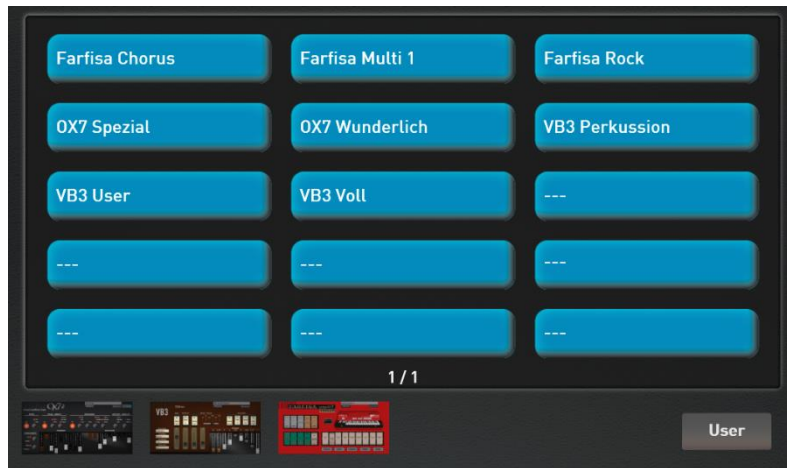 Farfisa Chorus
Farfisa Multi 1
Farfisa Rock
OX7 Spezial
OX7 Wunderlich
VB3 Perkussion
VB3 User
VB3 Voll
---
---
---
---
---
---
---
1 / 1
VB3
User